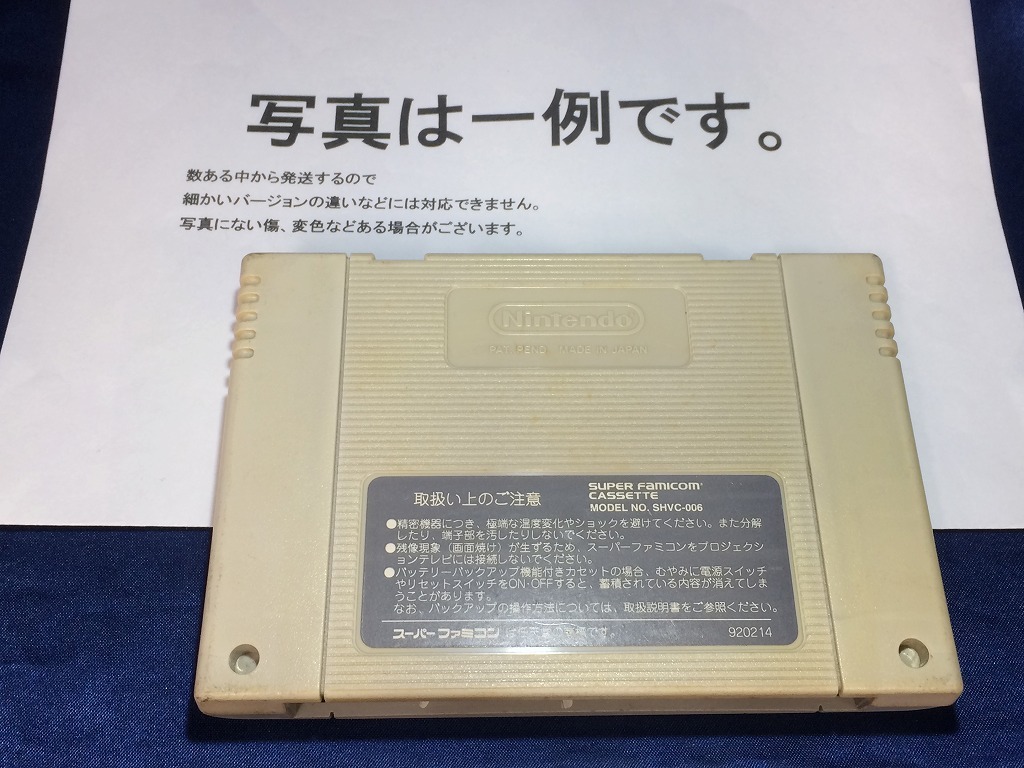 写真は一例です。
数ある中から発送するので
細かいバージョンの違いなどには対応できません。
写真にない傷、変色などある場合がございます。
Nintendo
PAT. PEND. MADE IN JAPAN
取扱い上のご注意
SUPER FAMICOM
CASSETTE
MODEL NO. SHVC-006
●精密機器につき、極端な温度変化やショックを避けてください。また分解
したり、端子部を汚したりしないでください。
●残像現象（画面焼け）が生ずるため、スーパーファミコンをプロジェクシ
ョンテレビには接続しないでください。
●バッテリーバックアップ機能付きカセットの場合、むやみに電源スイッチ
やリセットスイッチをON・OFFすると、蓄積されている内容が消えてしま
うことがあります。
なお、バックアップの操作方法については、取扱説明書をご参照ください。
スーパーファミコン は任天堂の商標です。
920214